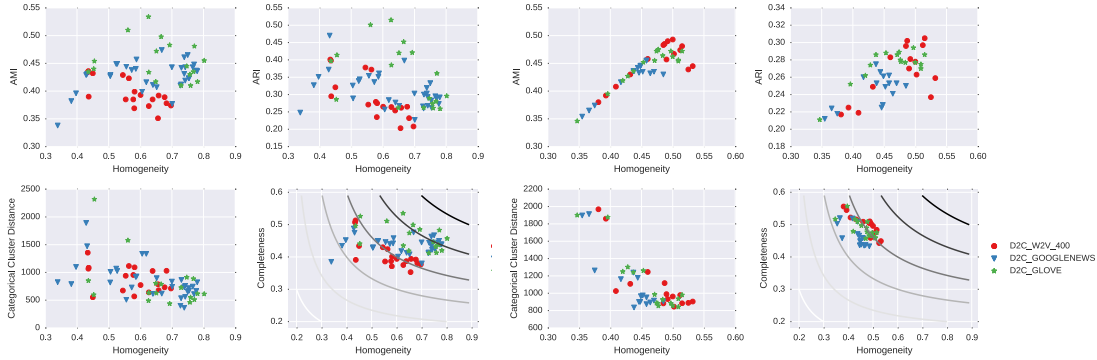 0.55
0.50
0.45
0.40
0.35
0.30
AMI
0.3 0.4 0.5 0.6 0.7 0.8 0.9
Homogeneity
0.55
0.50
0.45
0.40
0.35
0.30
0.25
0.20
0.15
ARI
0.3 0.4 0.5 0.6 0.7 0.8 0.9
Homogeneity
0.55
0.50
0.45
0.40
0.35
0.30
AMI
0.30 0.35 0.40 0.45 0.50 0.55 0.60
Homogeneity
0.34
0.32
0.30
0.28
0.26
0.24
0.22
0.20
0.18
ARI
0.30 0.35 0.40 0.45 0.50 0.55 0.60
Homogeneity
2500
2000
1500
1000
500
0
Categorical Cluster Distance
0.3 0.4 0.5 0.6 0.7 0.8 0.9
Homogeneity
0.6
0.5
0.4
0.3
0.2
Completeness
0.2 0.3 0.4 0.5 0.6 0.7 0.8 0.9
Homogeneity
2200
2000
1800
1600
1400
1200
1000
800
600
Categorical Cluster Distance
0.30 0.35 0.40 0.45 0.50 0.55 0.60
Homogeneity
0.6
0.5
0.4
0.3
0.2
Completeness
0.2 0.3 0.4 0.5 0.6 0.7 0.8 0.9
Homogeneity
D2C_W2V_400
D2C_GOOGLENEWS
D2C_GLOVE